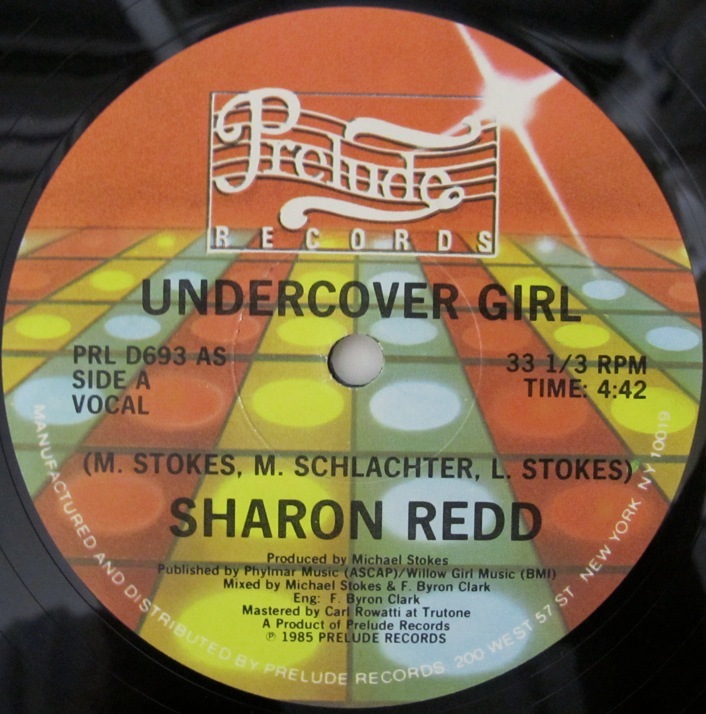 Prelude
RECORDS
UNDERCOVER GIRL
PRL D693 AS
SIDE A
VOCAL
33 1/3 RPM
TIME: 4:42
(M. STOKES, M. SCHLACHTER, L. STOKES)
SHARON REDD
Produced by Michael Stokes
Published by Phylmar Music (ASCAP)/Willow Girl Music (BMI)
Mixed by Michael Stokes & F. Byron Clark
Eng: F. Byron Clark
Mastered by Carl Rowatti at Trutone
A Product of Prelude Records
℗ 1985 PRELUDE RECORDS
MANUFACTURED AND DISTRIBUTED BY PRELUDE RECORDS 200 WEST 57 ST NEW YORK NY 10019